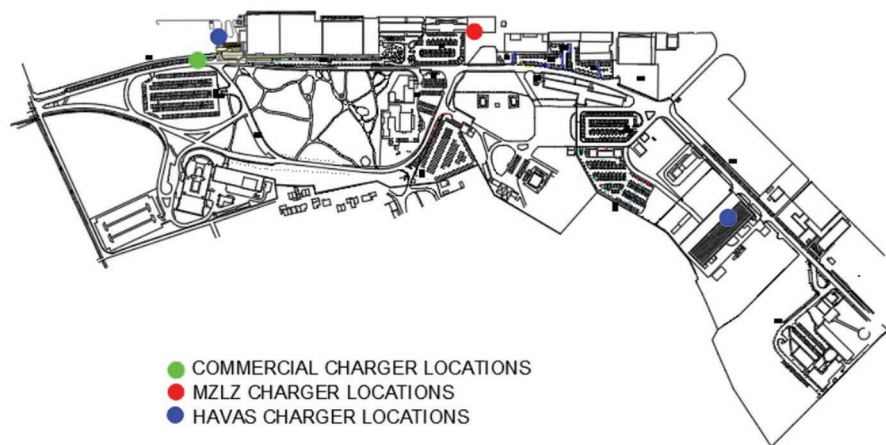 COMMERCIAL CHARGER LOCATIONS
MZLZ CHARGER LOCATIONS
HAVAS CHARGER LOCATIONS